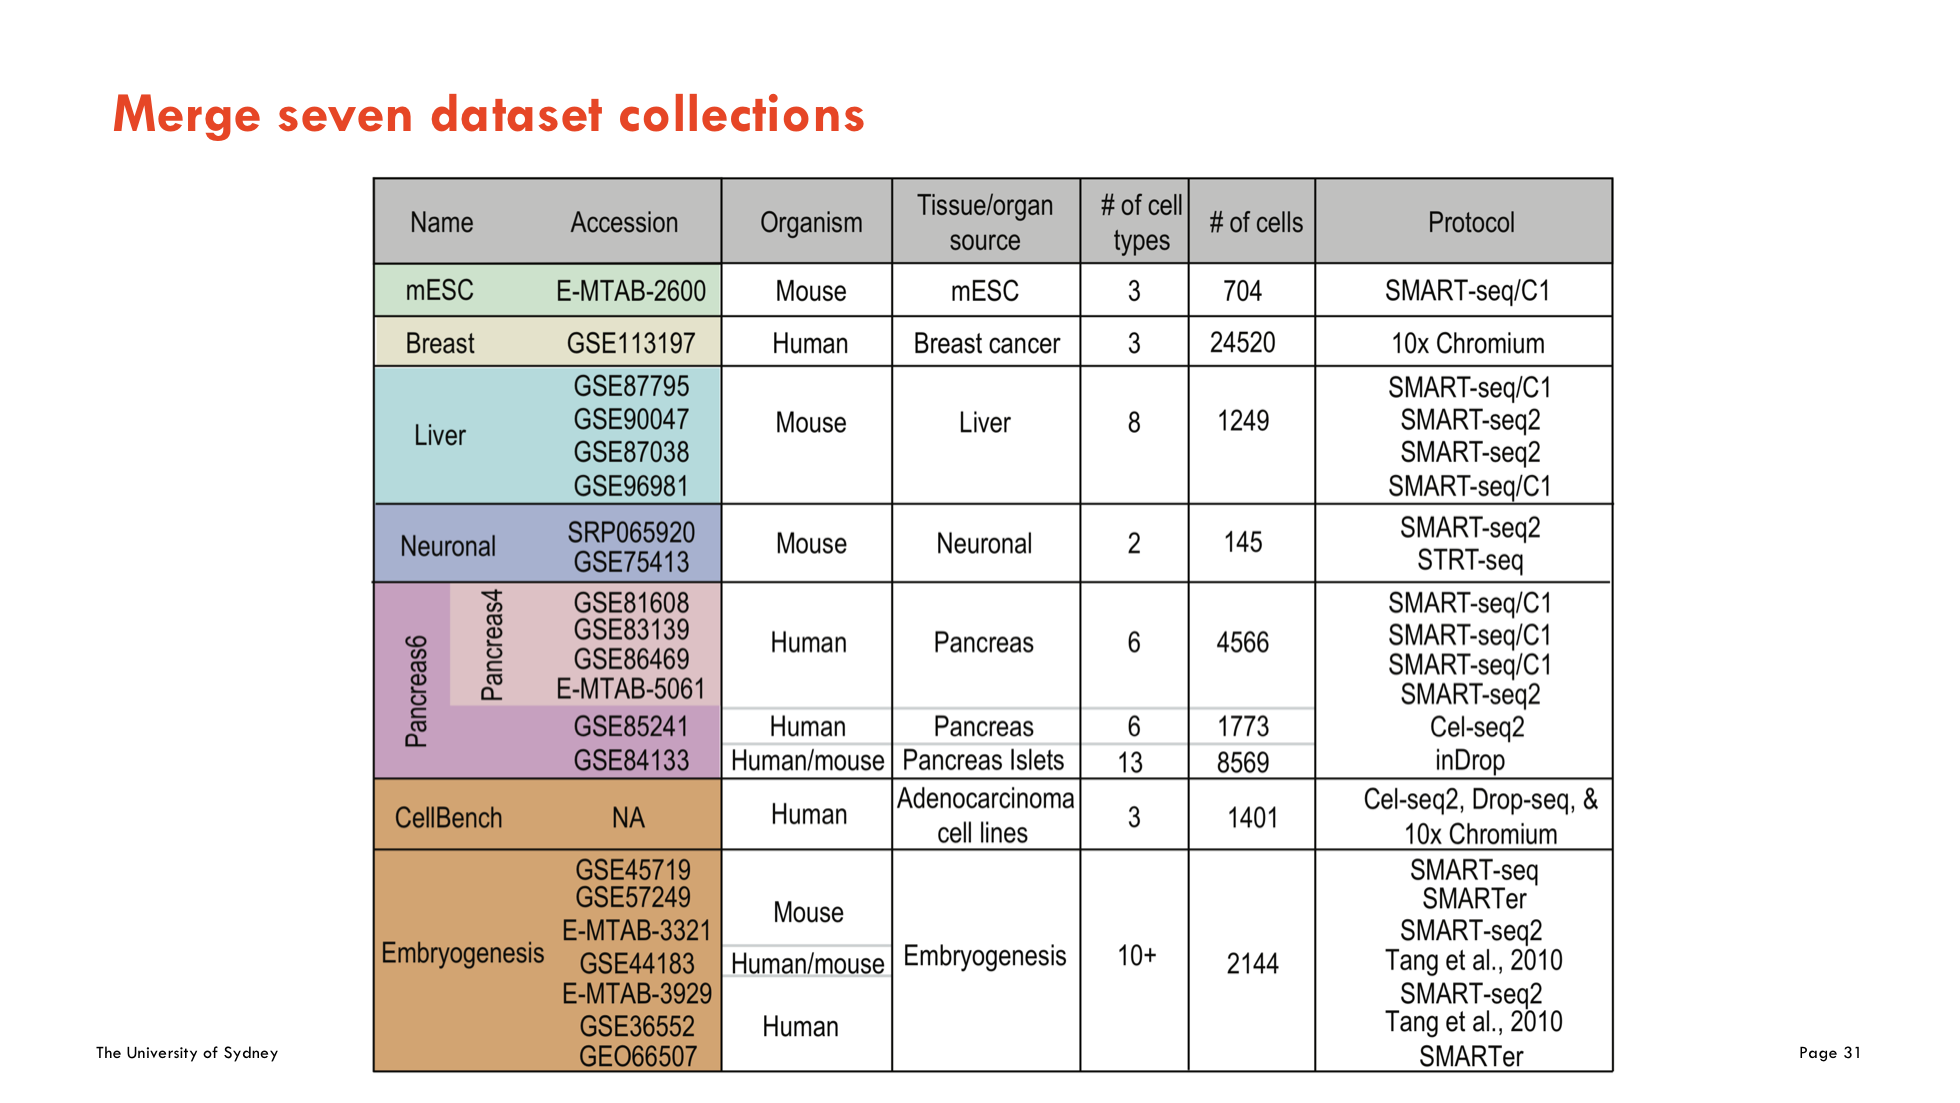 Merge seven dataset collections
Name Accession Organism Tissue/organ source # of cell types # of cells Protocol
mESC E-MTAB-2600 Mouse mESC 3 704 SMART-seq/C1
Breast GSE113197 Human Breast cancer 3 24520 10x Chromium
Liver
GSE87795
GSE90047
GSE87038
GSE96981
Mouse
Liver
8
1249
SMART-seq/C1
SMART-seq2
SMART-seq2
SMART-seq/C1
Neuronal
SRP065920
GSE75413
Mouse
Neuronal
2
145
SMART-seq2
STRT-seq
Pancreas6
Pancreas4
GSE81608
GSE83139
GSE86469
E-MTAB-5061
Human
Pancreas
6
4566
SMART-seq/C1
SMART-seq/C1
SMART-seq/C1
SMART-seq2
GSE85241 Human Pancreas 6 1773 Cel-seq2
GSE84133 Human/mouse Pancreas Islets 13 8569 inDrop
CellBench
NA
Human
Adenocarcinoma
cell lines
3
1401
Cel-seq2, Drop-seq, &
10x Chromium
Embryogenesis
GSE45719
GSE57249
E-MTAB-3321
GSE44183
E-MTAB-3929
GSE36552
GEO66507
Mouse
Human/mouse
Human
Embryogenesis
10+
2144
SMART-seq
SMARTer
SMART-seq2
Tang et al., 2010
SMART-seq2
Tang et al., 2010
SMARTer
The University of Sydney
Page 31